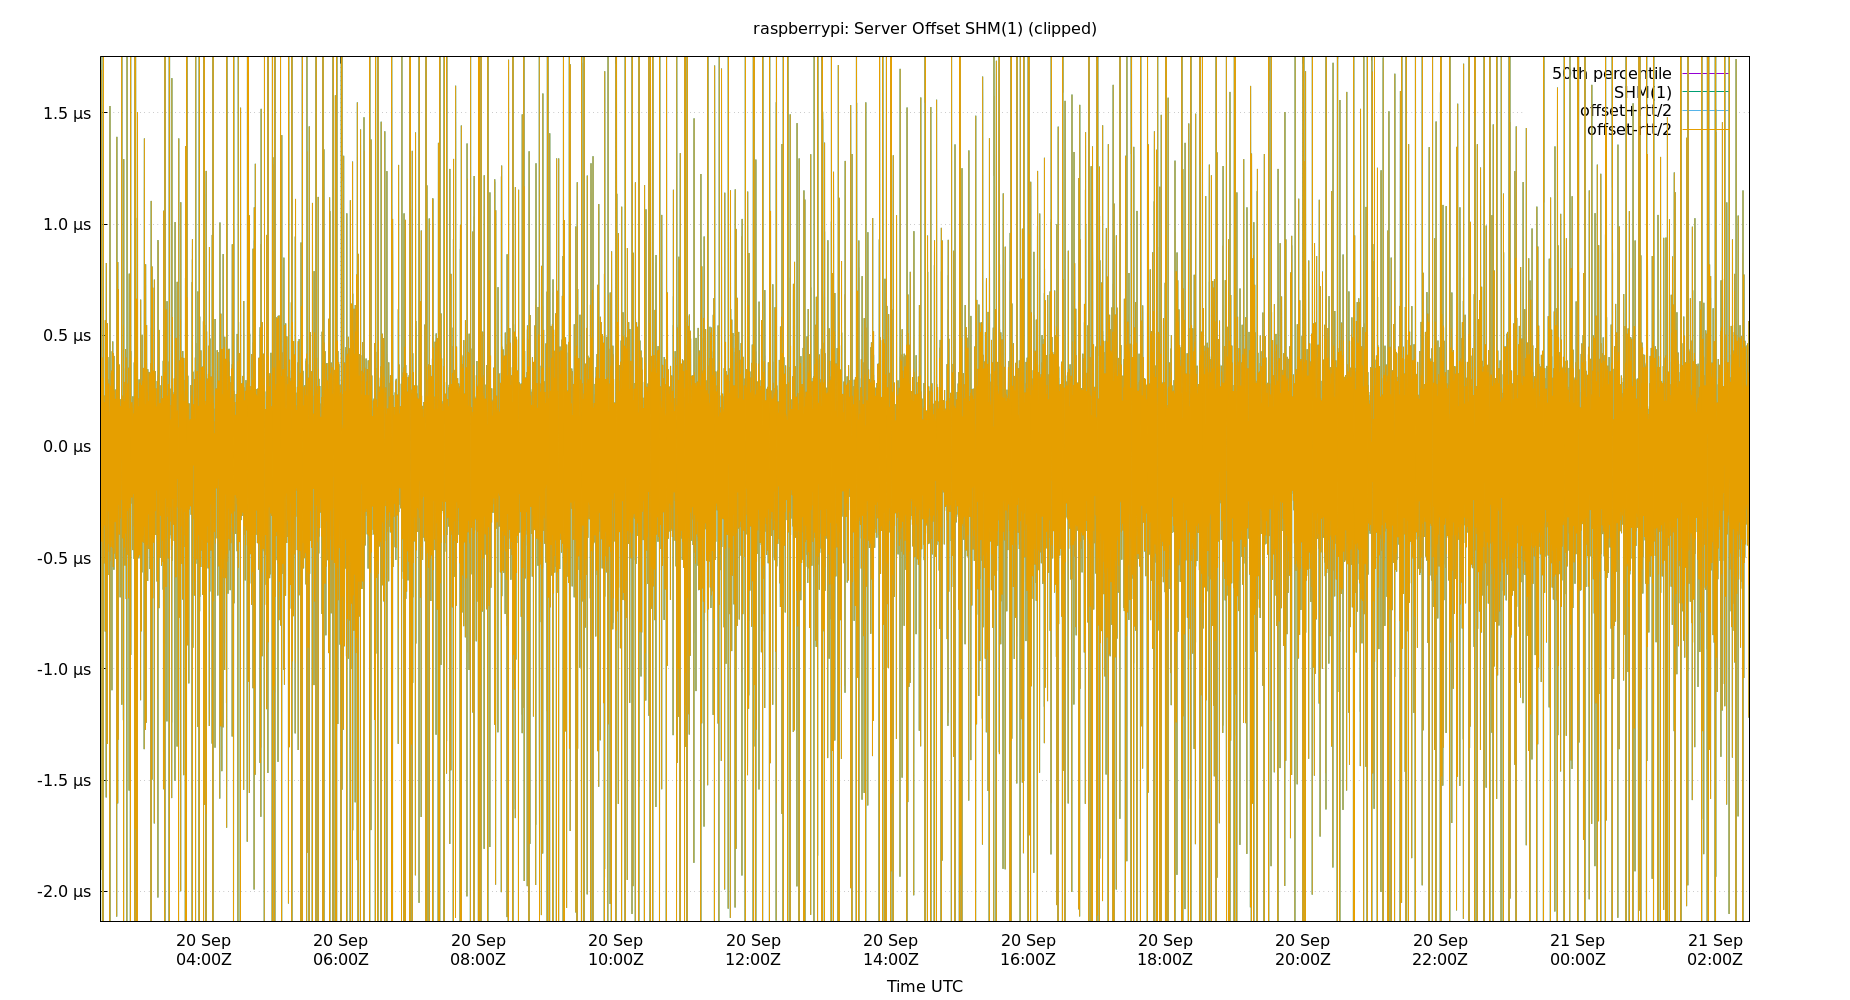 raspberrypi: Server Offset SHM(1) (clipped)
50th percentile
SHM(1)
offset+rtt/2
offset-rtt/2
1.5 μs
1.0 μs
0.5 μs
0.0 μs
-0.5 μs
-1.0 μs
-1.5 μs
-2.0 μs
20 Sep 20 Sep 20 Sep 20 Sep 20 Sep 20 Sep 20 Sep 20 Sep 20 Sep 20 Sep 21 Sep 21 Sep
04:00Z 06:00Z 08:00Z 10:00Z 12:00Z 14:00Z 16:00Z 18:00Z 20:00Z 22:00Z 00:00Z 02:00Z
Time UTC